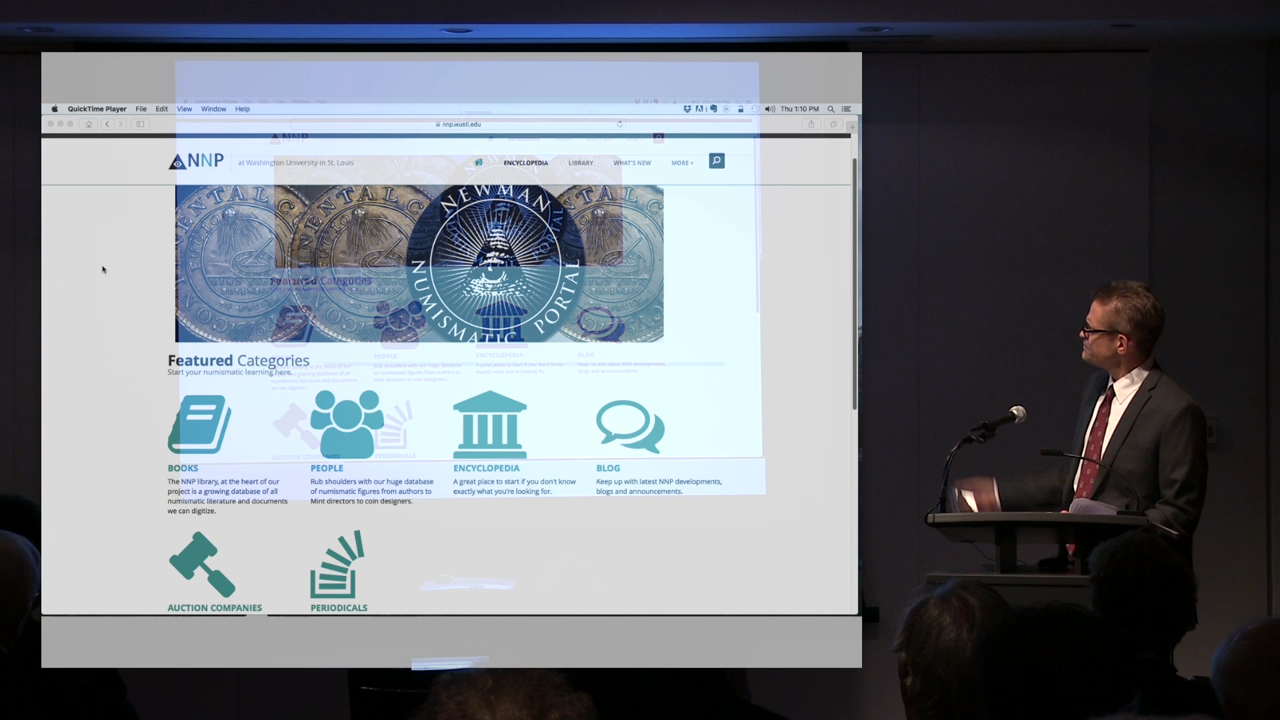 QuickTime Player File Edit View Window Help Thu 1:10 PM
nnp.wustl.edu
NNP at Washington University in St. Louis ENCYCLOPEDIA LIBRARY WHAT'S NEW MORE
NEWMAN
NUMISMATIC PORTAL
Featured Categories
Start your numismatic learning here.
BOOKS
The NNP library, at the heart of our
project is a growing database of all
numismatic literature and documents
we can digitize.
PEOPLE
Rub shoulders with our huge database
of numismatic figures from authors to
Mint directors to coin designers.
ENCYCLOPEDIA
A great place to start if you don't know
exactly what you're looking for.
BLOG
Keep up with latest NNP developments,
blogs and announcements.
AUCTION COMPANIES
PERIODICALS